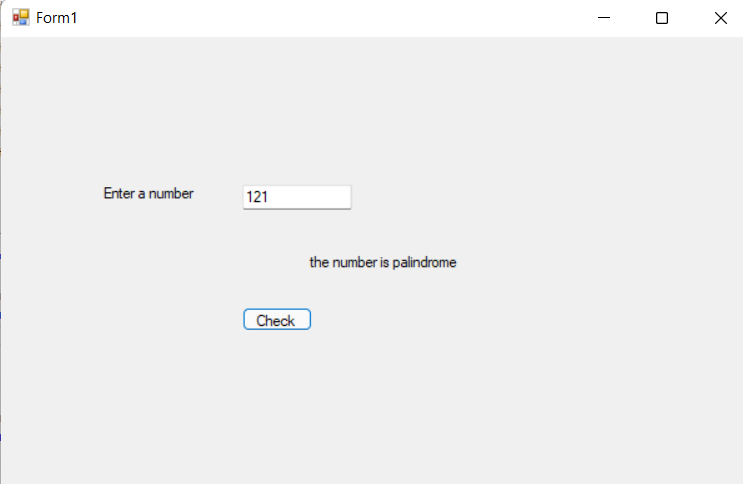 Form1
Enter a number 121
the number is palindrome
Check